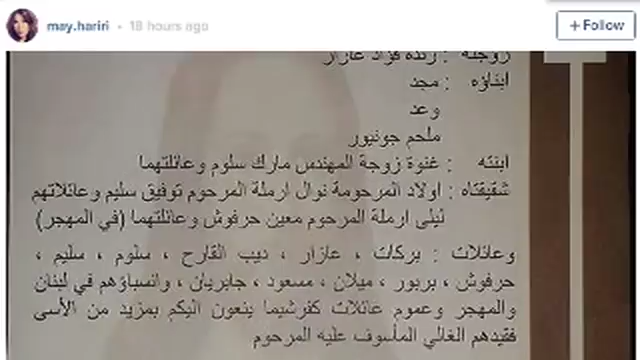 may.hariri • 18 hours ago
+ Follow
زوجته : رنده فؤاد عازار
ابناؤه : مجد
وعد
ملحم جونيور
ابنته : غنوة زوجة المهندس مارك سلوم وعائلتهما
شقيقتاه : اولاد المرحومة نوال ارملة المرحوم توفيق سليم وعائلاتهم
ليلى ارملة المرحوم معين حرفوش وعائلتهما (في المهجر)
وعائلات : بركات ، عازار ، ديب القارح ، سلوم ، سليم ،
حرفوش ، بربور ، ميلان ، مسعود ، جابريان ، وانسباؤهم في لبنان
والمهجر وعموم عائلات كفرشيما ينعون اليكم بمزيد من الأسى
فقيدهم الغالي المأسوف عليه المرحوم